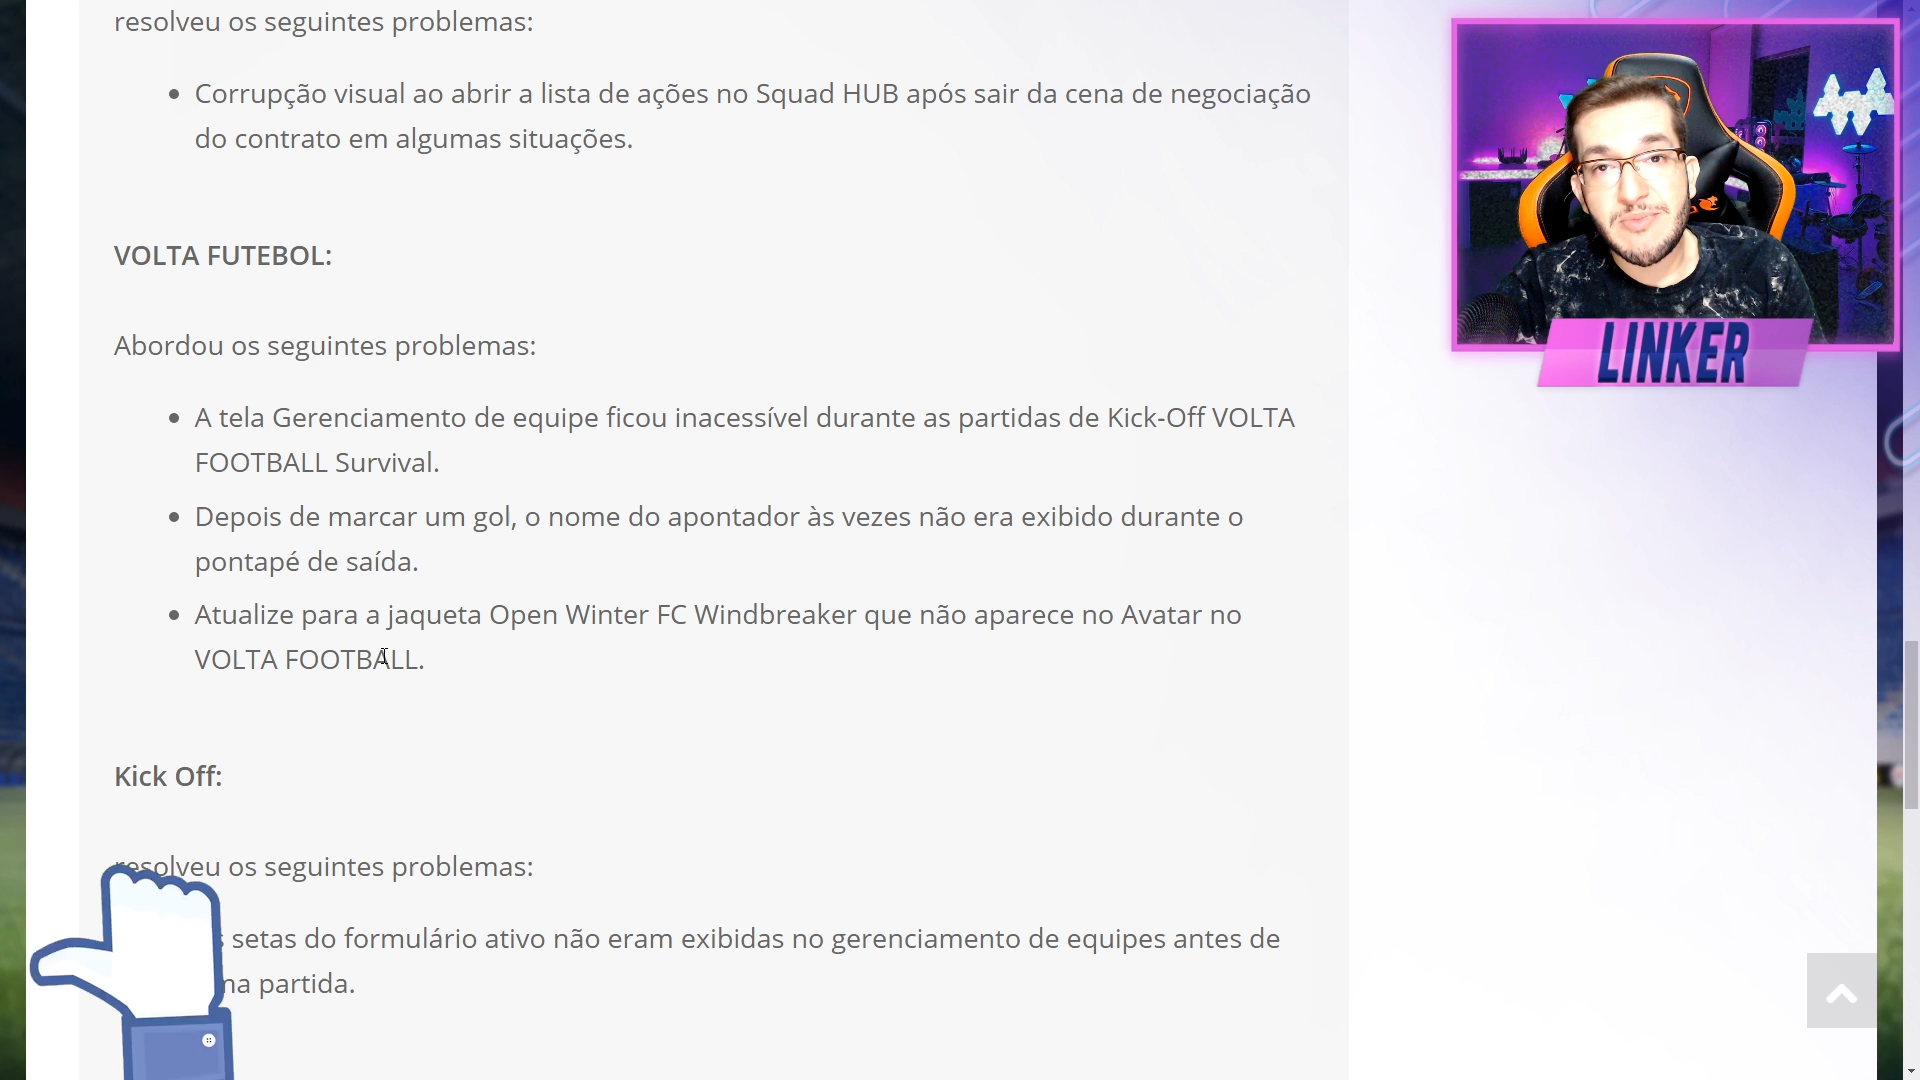 resolveu os seguintes problemas:
Corrupção visual ao abrir a lista de ações no Squad HUB após sair da cena de negociação
do contrato em algumas situações.
VOLTA FUTEBOL:
Abordou os seguintes problemas:
A tela Gerenciamento de equipe ficou inacessível durante as partidas de Kick-Off VOLTA
FOOTBALL Survival.
Depois de marcar um gol, o nome do apontador às vezes não era exibido durante o
pontapé de saída.
Atualize para a jaqueta Open Winter FC Windbreaker que não aparece no Avatar no
VOLTA FOOTBALL.
Kick Off:
resolveu os seguintes problemas:
setas do formulário ativo não eram exibidas no gerenciamento de equipes antes de
partida.
LINKER